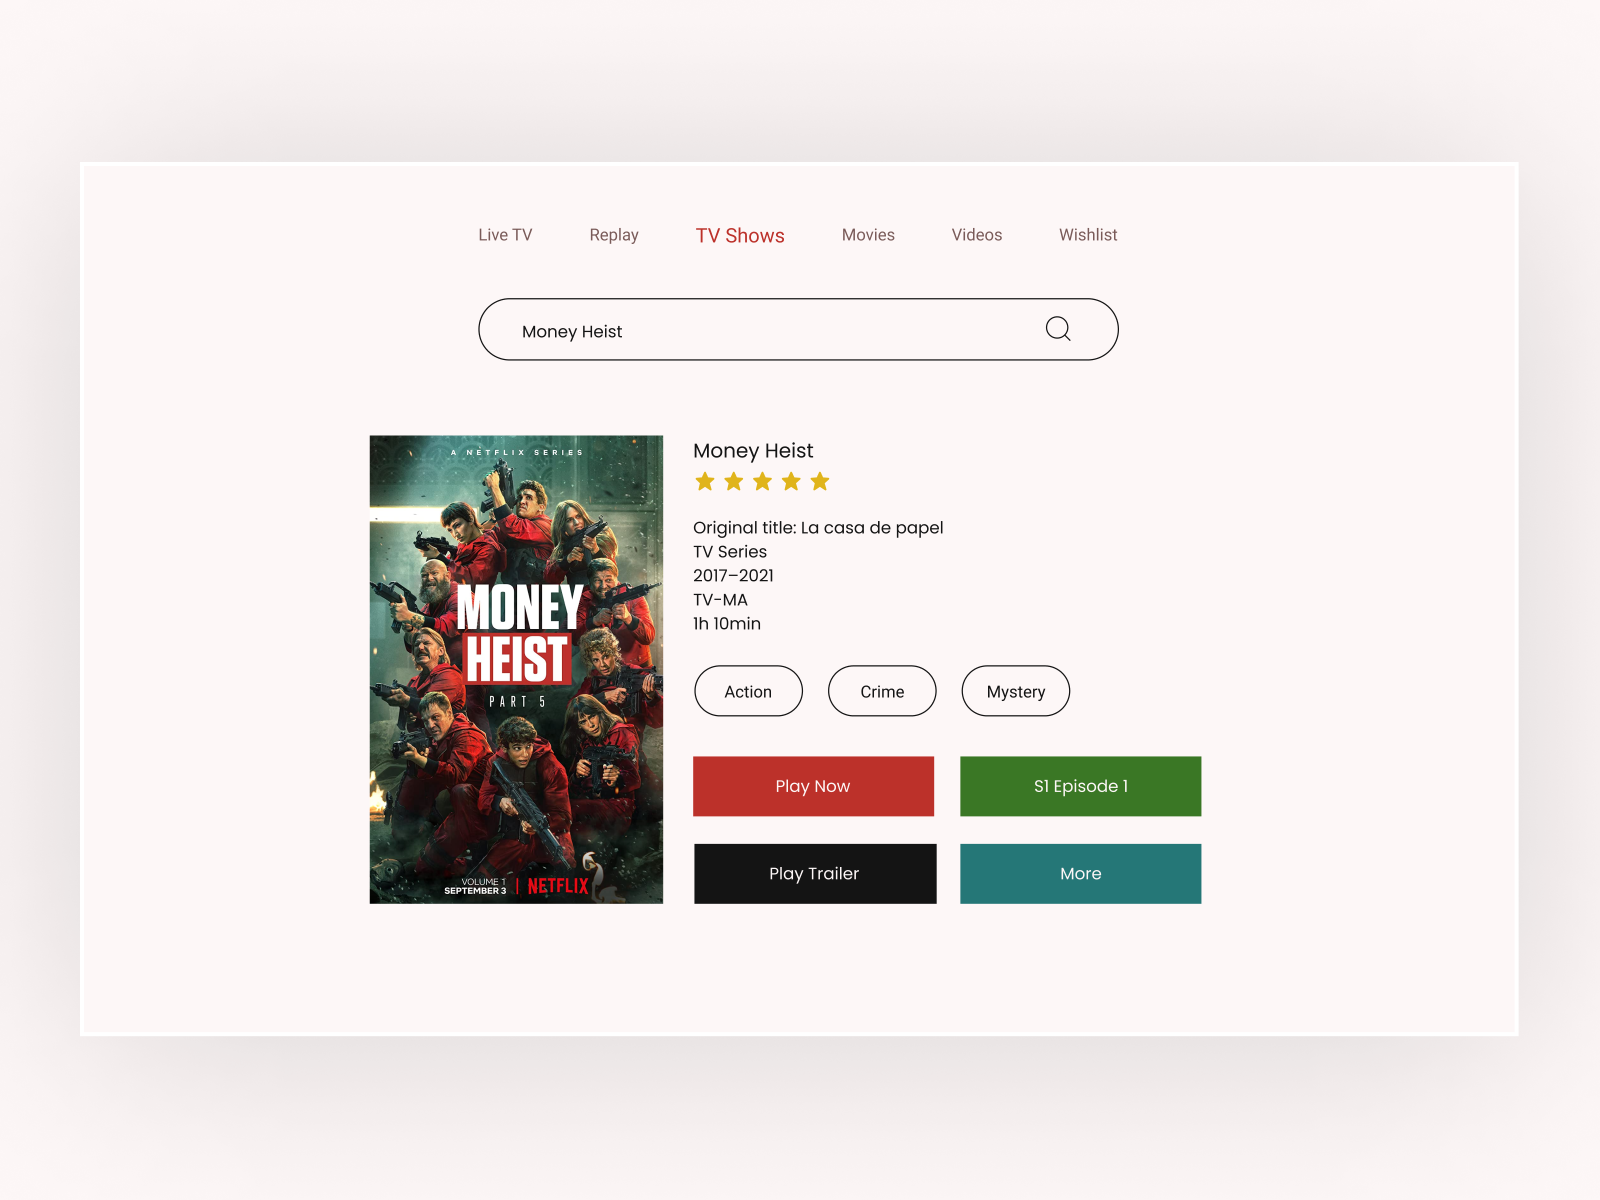 Live TV Replay TV Shows Movies Videos Wishlist
Money Heist
A NETFLIX SERIES
MONEY
HEIST
PART 5
VOLUME 1
SEPTEMBER 3
NETFLIX
Money Heist
Original title: La casa de papel
TV Series
2017–2021
TV-MA
1h 10min
Action Crime Mystery
Play Now S1 Episode 1
Play Trailer More